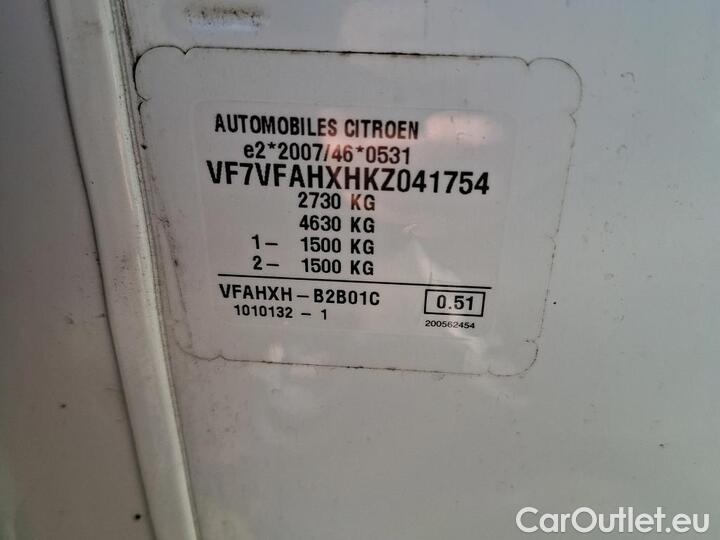 AUTOMOBILES CITROEN
e2*2007/46*0531
VF7VFAHXHKZ041754
2730 KG
4630 KG
1- 1500 KG
2- 1500 KG
VFAHXH-B2B01C 0.51
1010132-1 200562454
CarOutlet.eu